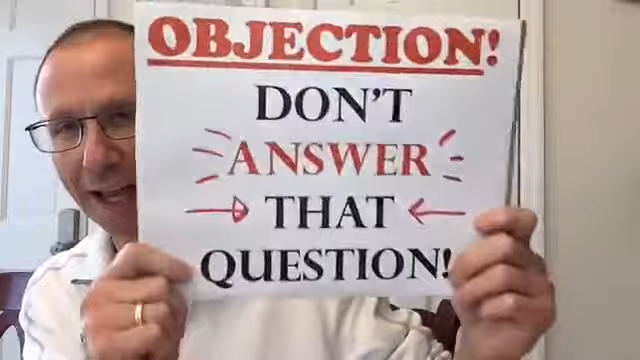 OBJECTION!
DON'T
ANSWER
THAT
QUESTION!